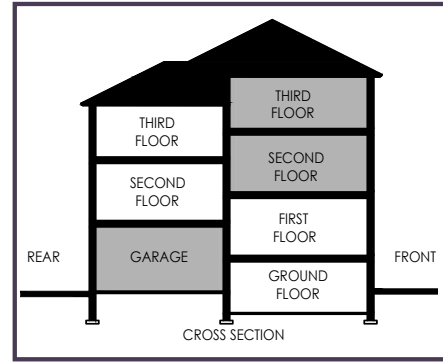 THIRD
FLOOR
THIRD
FLOOR
SECOND
FLOOR
SECOND
FLOOR
FIRST
FLOOR
REAR
GARAGE
FRONT
GROUND
FLOOR
CROSS SECTION